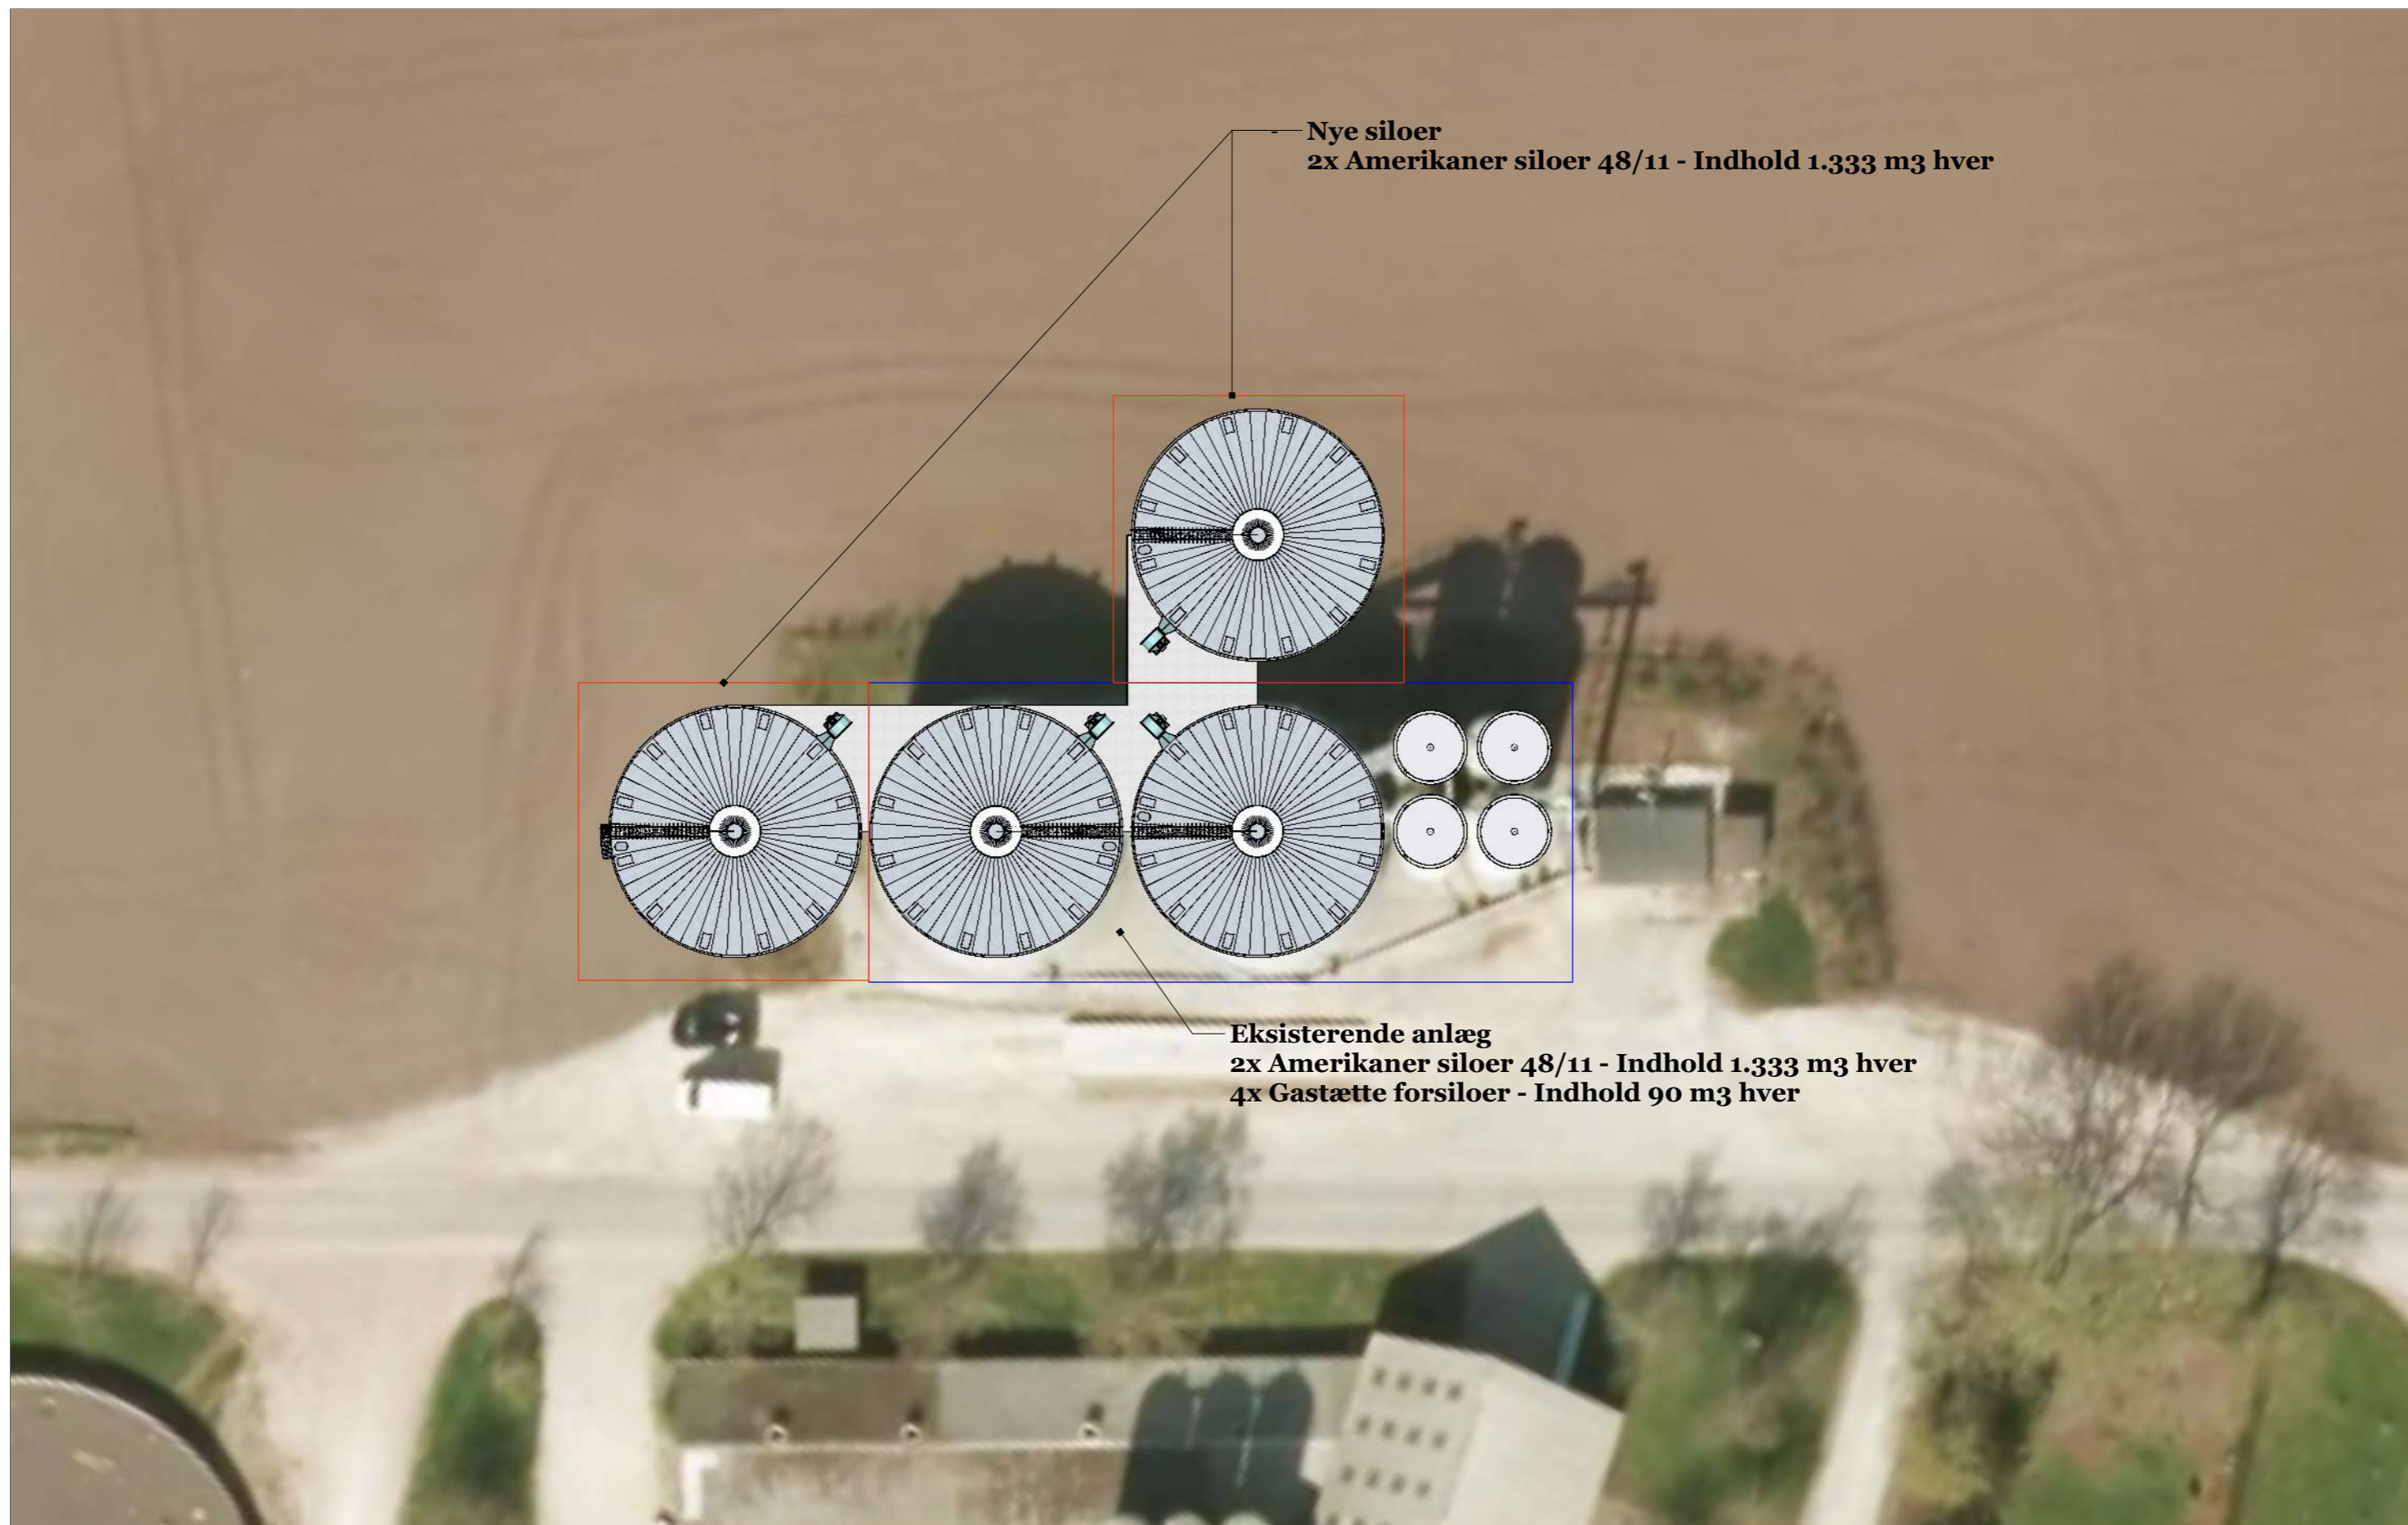 Nye siloer
2x Amerikaner siloer 48/11 - Indhold 1.333 m3 hver
Eksisterende anlæg
2x Amerikaner siloer 48/11 - Indhold 1.333 m3 hver
4x Gastætte forsiloer - Indhold 90 m3 hver